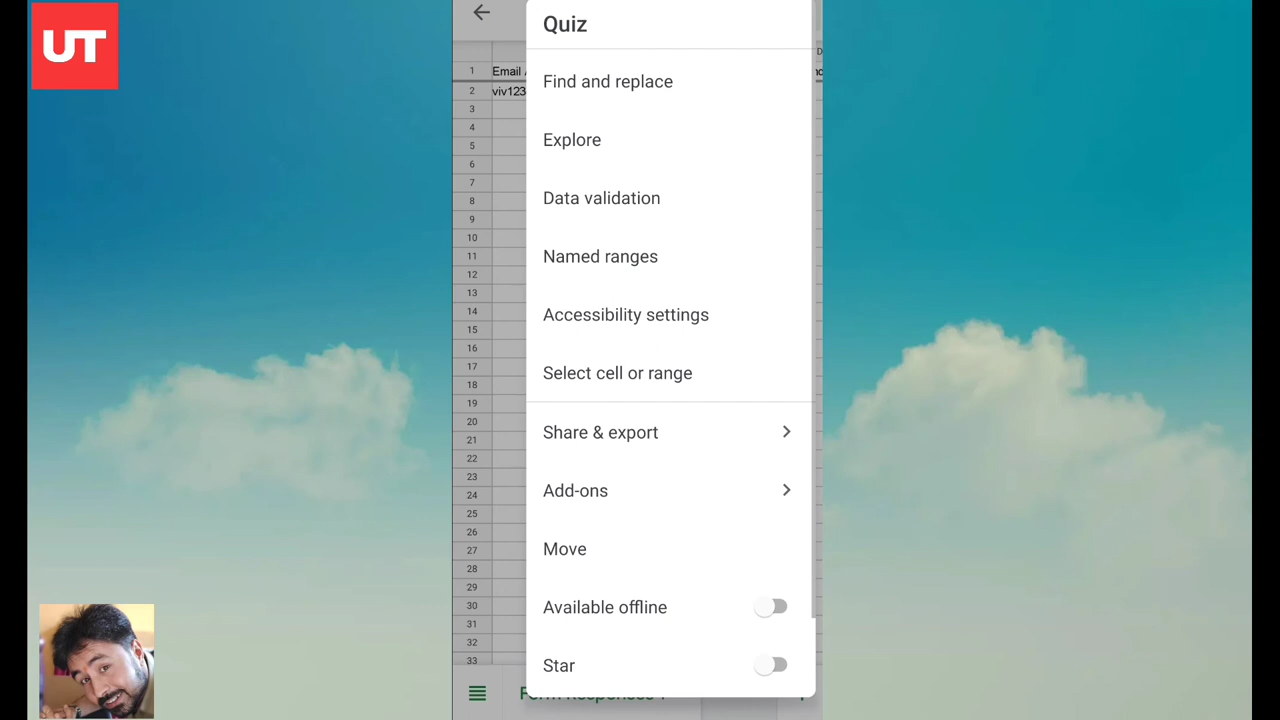 UT
Quiz
Find and replace
Explore
Data validation
Named ranges
Accessibility settings
Select cell or range
Share & export
Add-ons
Move
Available offline
Star
D
1 Email
2 viv123
3
4
5
6
7
8
9
10
11
12
13
14
15
16
17
18
19
20
21
22
23
24
25
26
27
28
29
30
31
32
33